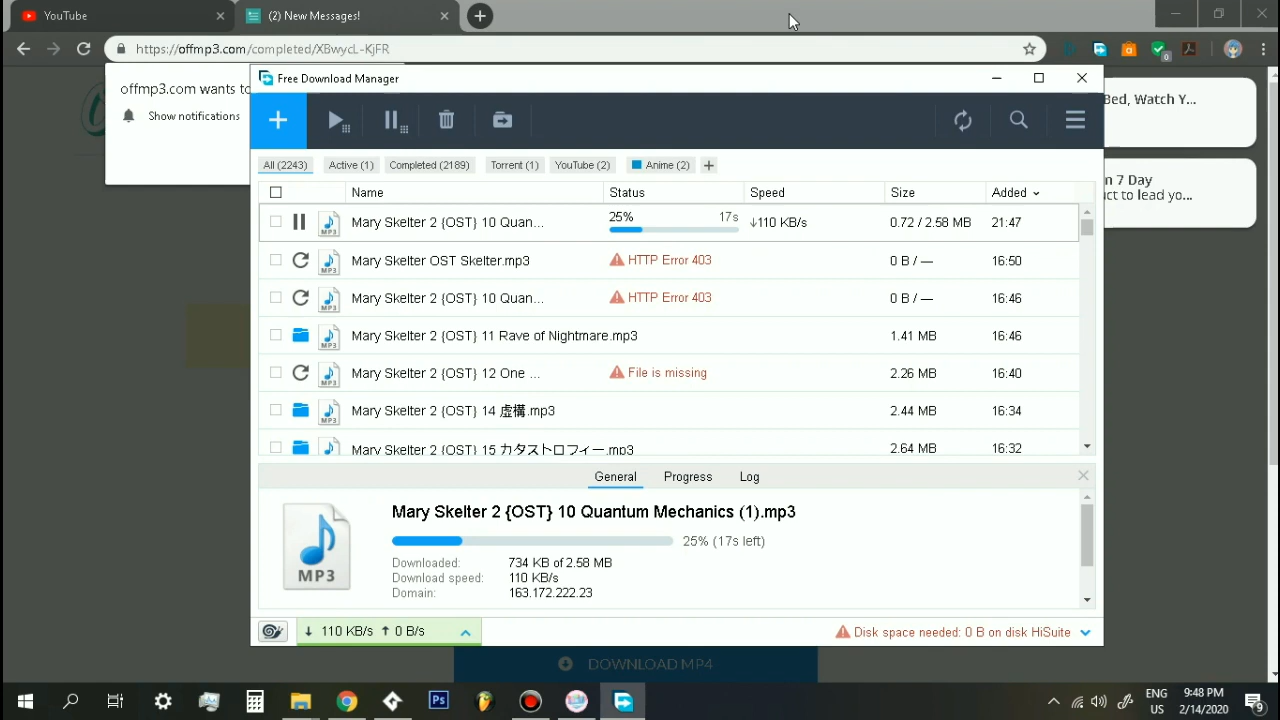 YouTube
(2) New Messages!
https://offmp3.com/completed/XBwycL-KjFR
0
offmp3.com wants to
Show notifications
Bed, Watch Y...
n 7 Day
uct to lead yo...
Free Download Manager
All (2243) Active (1) Completed (2189) Torrent (1) YouTube (2) Anime (2)
Name Status Speed Size Added
MP3 Mary Skelter 2 {OST} 10 Quan... 25% 17s ↓110 KB/s 0.72 / 2.58 MB 21:47
MP3 Mary Skelter OST Skelter.mp3 HTTP Error 403 0 B / — 16:50
MP3 Mary Skelter 2 {OST} 10 Quan... HTTP Error 403 0 B / — 16:46
MP3 Mary Skelter 2 {OST} 11 Rave of Nightmare.mp3 1.41 MB 16:46
MP3 Mary Skelter 2 {OST} 12 One ... File is missing 2.26 MB 16:40
MP3 Mary Skelter 2 {OST} 14 虚構.mp3 2.44 MB 16:34
Mary Skelter 2 {OST} 15 カタストロフィー.mp3 2.64 MB 16:32
General Progress Log
MP3
Mary Skelter 2 {OST} 10 Quantum Mechanics (1).mp3
25% (17s left)
Downloaded: 734 KB of 2.58 MB
Download speed: 110 KB/s
Domain: 163.172.222.23
↓ 110 KB/s ↑ 0 B/s
Disk space needed: 0 B on disk HiSuite
DOWNLOAD MP4
Ps
ENG
US
9:48 PM
2/14/2020
9